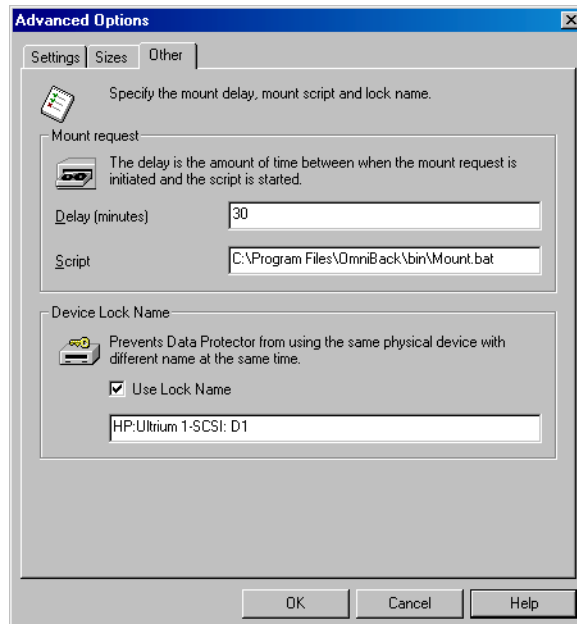 Advanced Options
Settings Sizes Other
Specify the mount delay, mount script and lock name.
Mount request
The delay is the amount of time between when the mount request is
initiated and the script is started.
Delay (minutes) 30
Script C:\Program Files\OmniBack\bin\Mount.bat
Device Lock Name
Prevents Data Protector from using the same physical device with
different name at the same time.
Use Lock Name
HP:Ultrium 1-SCSI: D1
OK Cancel Help